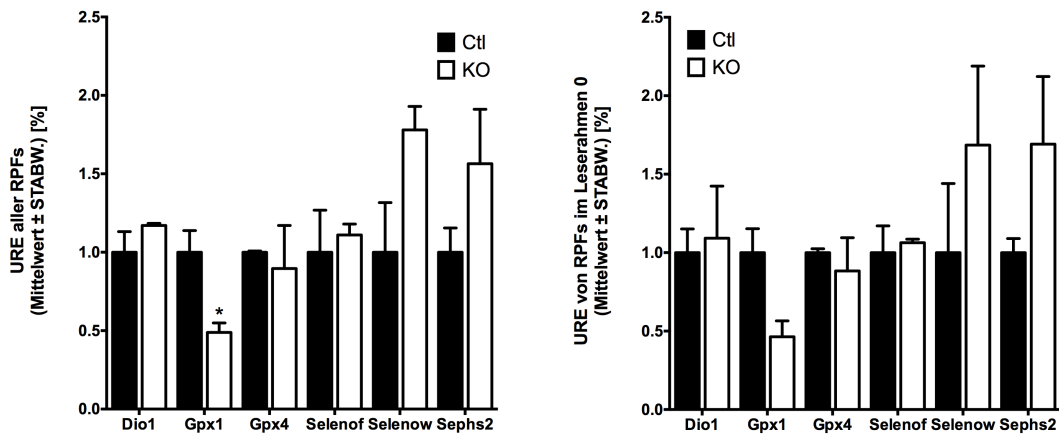 URE aller RPFs
(Mittelwert ± STABW.) [%]
2.5
2.0
1.5
1.0
0.5
0.0
Ctl
KO
*
Dio1 Gpx1 Gpx4 Selenof Selenow Sephs2
URE von RPFs im Leserahmen 0
(Mittelwert ± STABW.) [%]
2.5
2.0
1.5
1.0
0.5
0.0
Ctl
KO
Dio1 Gpx1 Gpx4 Selenof Selenow Sephs2